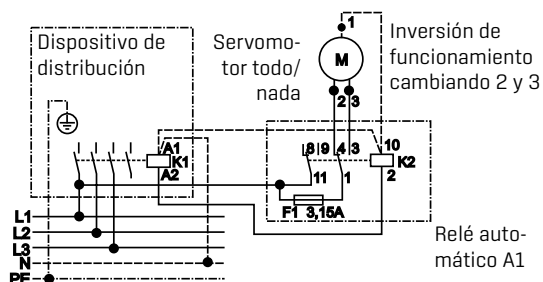 Dispositivo de
distribución
Servomo-
tor todo/
nada
Inversión de
funcionamiento
cambiando 2 y 3
1
M
2 3
A1
K1
A2
8 9 4 3
10
K2
11
1
2
F1 3,15A
L1
L2
L3
N
PE
Relé auto-
mático A1